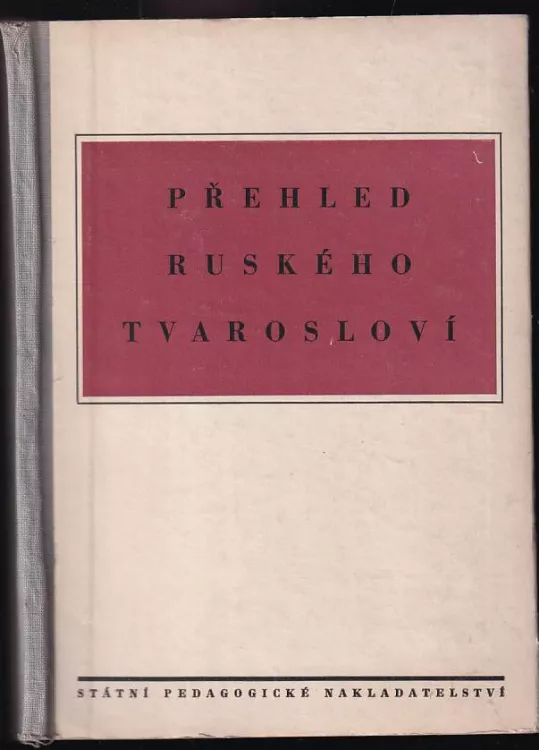 PŘEHLED
RUSKÉHO
TVAROSLOVÍ
STÁTNÍ PEDAGOGICKÉ NAKLADATELSTVÍ